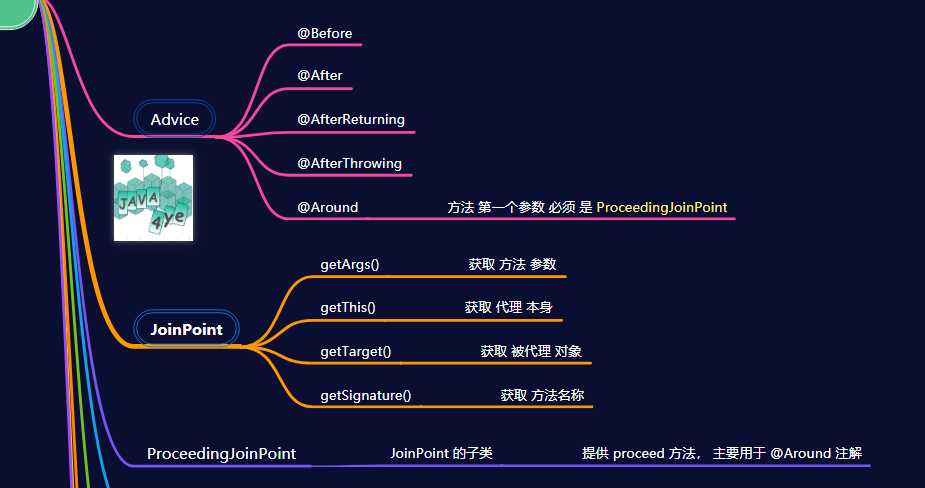 @Before
@After
@AfterReturning
Advice
@AfterThrowing
@Around 方法 第一个参数 必须 是 ProceedingJoinPoint
JAVA
4ye
getArgs() 获取 方法 参数
getThis() 获取 代理 本身
JoinPoint
getTarget() 获取 被代理 对象
getSignature() 获取 方法名称
ProceedingJoinPoint JoinPoint 的子类 提供 proceed 方法， 主要用于 @Around 注解